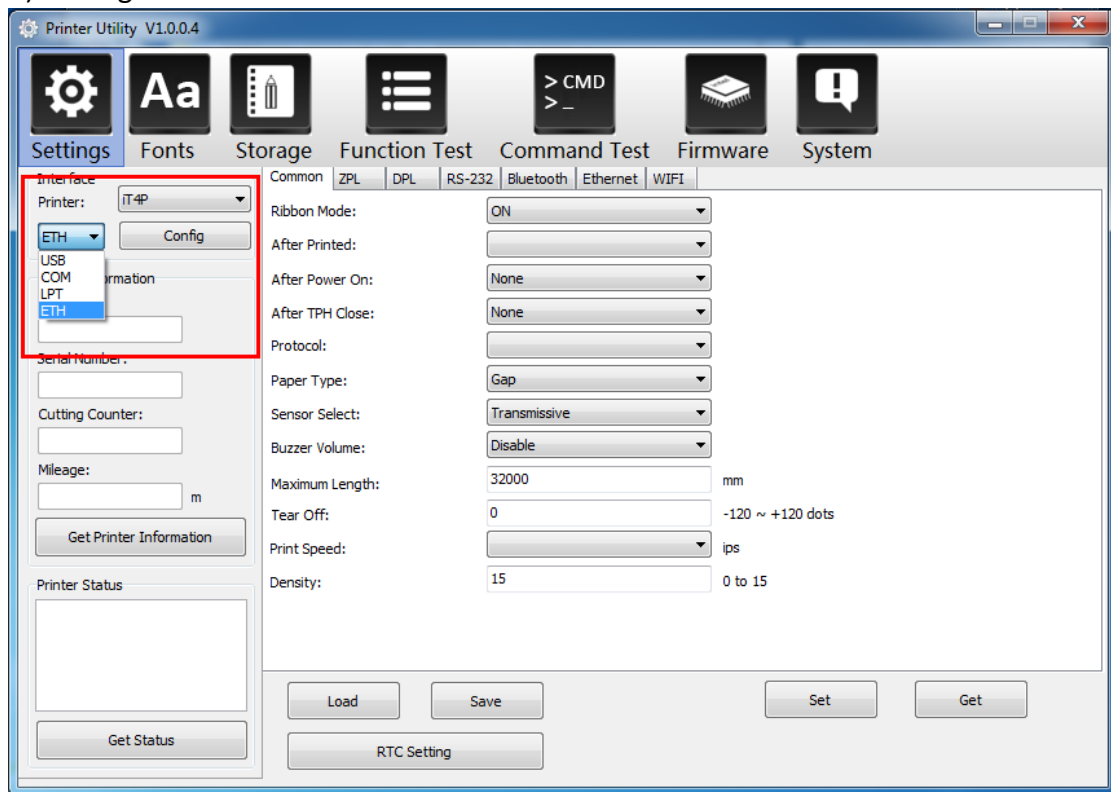 Printer Utility V1.0.0.4
Aa
> CMD
>_
Settings Fonts Storage Function Test Command Test Firmware System
Interface
Printer: iT4P
ETH Config
USB
COM
LPT
ETH
rmation
Serial Number:
Cutting Counter:
Mileage:
m
Get Printer Information
Printer Status
Get Status
Common ZPL DPL RS-232 Bluetooth Ethernet WIFI
Ribbon Mode: ON
After Printed:
After Power On: None
After TPH Close: None
Protocol:
Paper Type: Gap
Sensor Select: Transmissive
Buzzer Volume: Disable
Maximum Length: 32000 mm
Tear Off: 0 -120 ~ +120 dots
Print Speed: ips
Density: 15 0 to 15
Load Save Set Get
RTC Setting